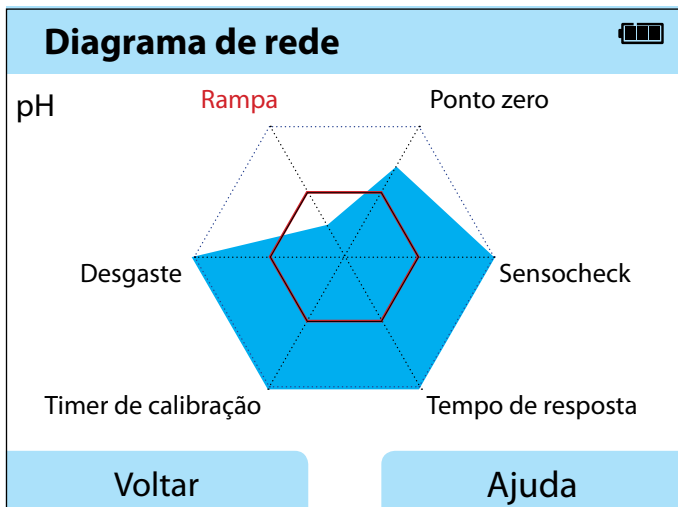 Diagrama de rede
pH
Rampa
Ponto zero
Desgaste
Sensocheck
Timer de calibração
Tempo de resposta
Voltar
Ajuda